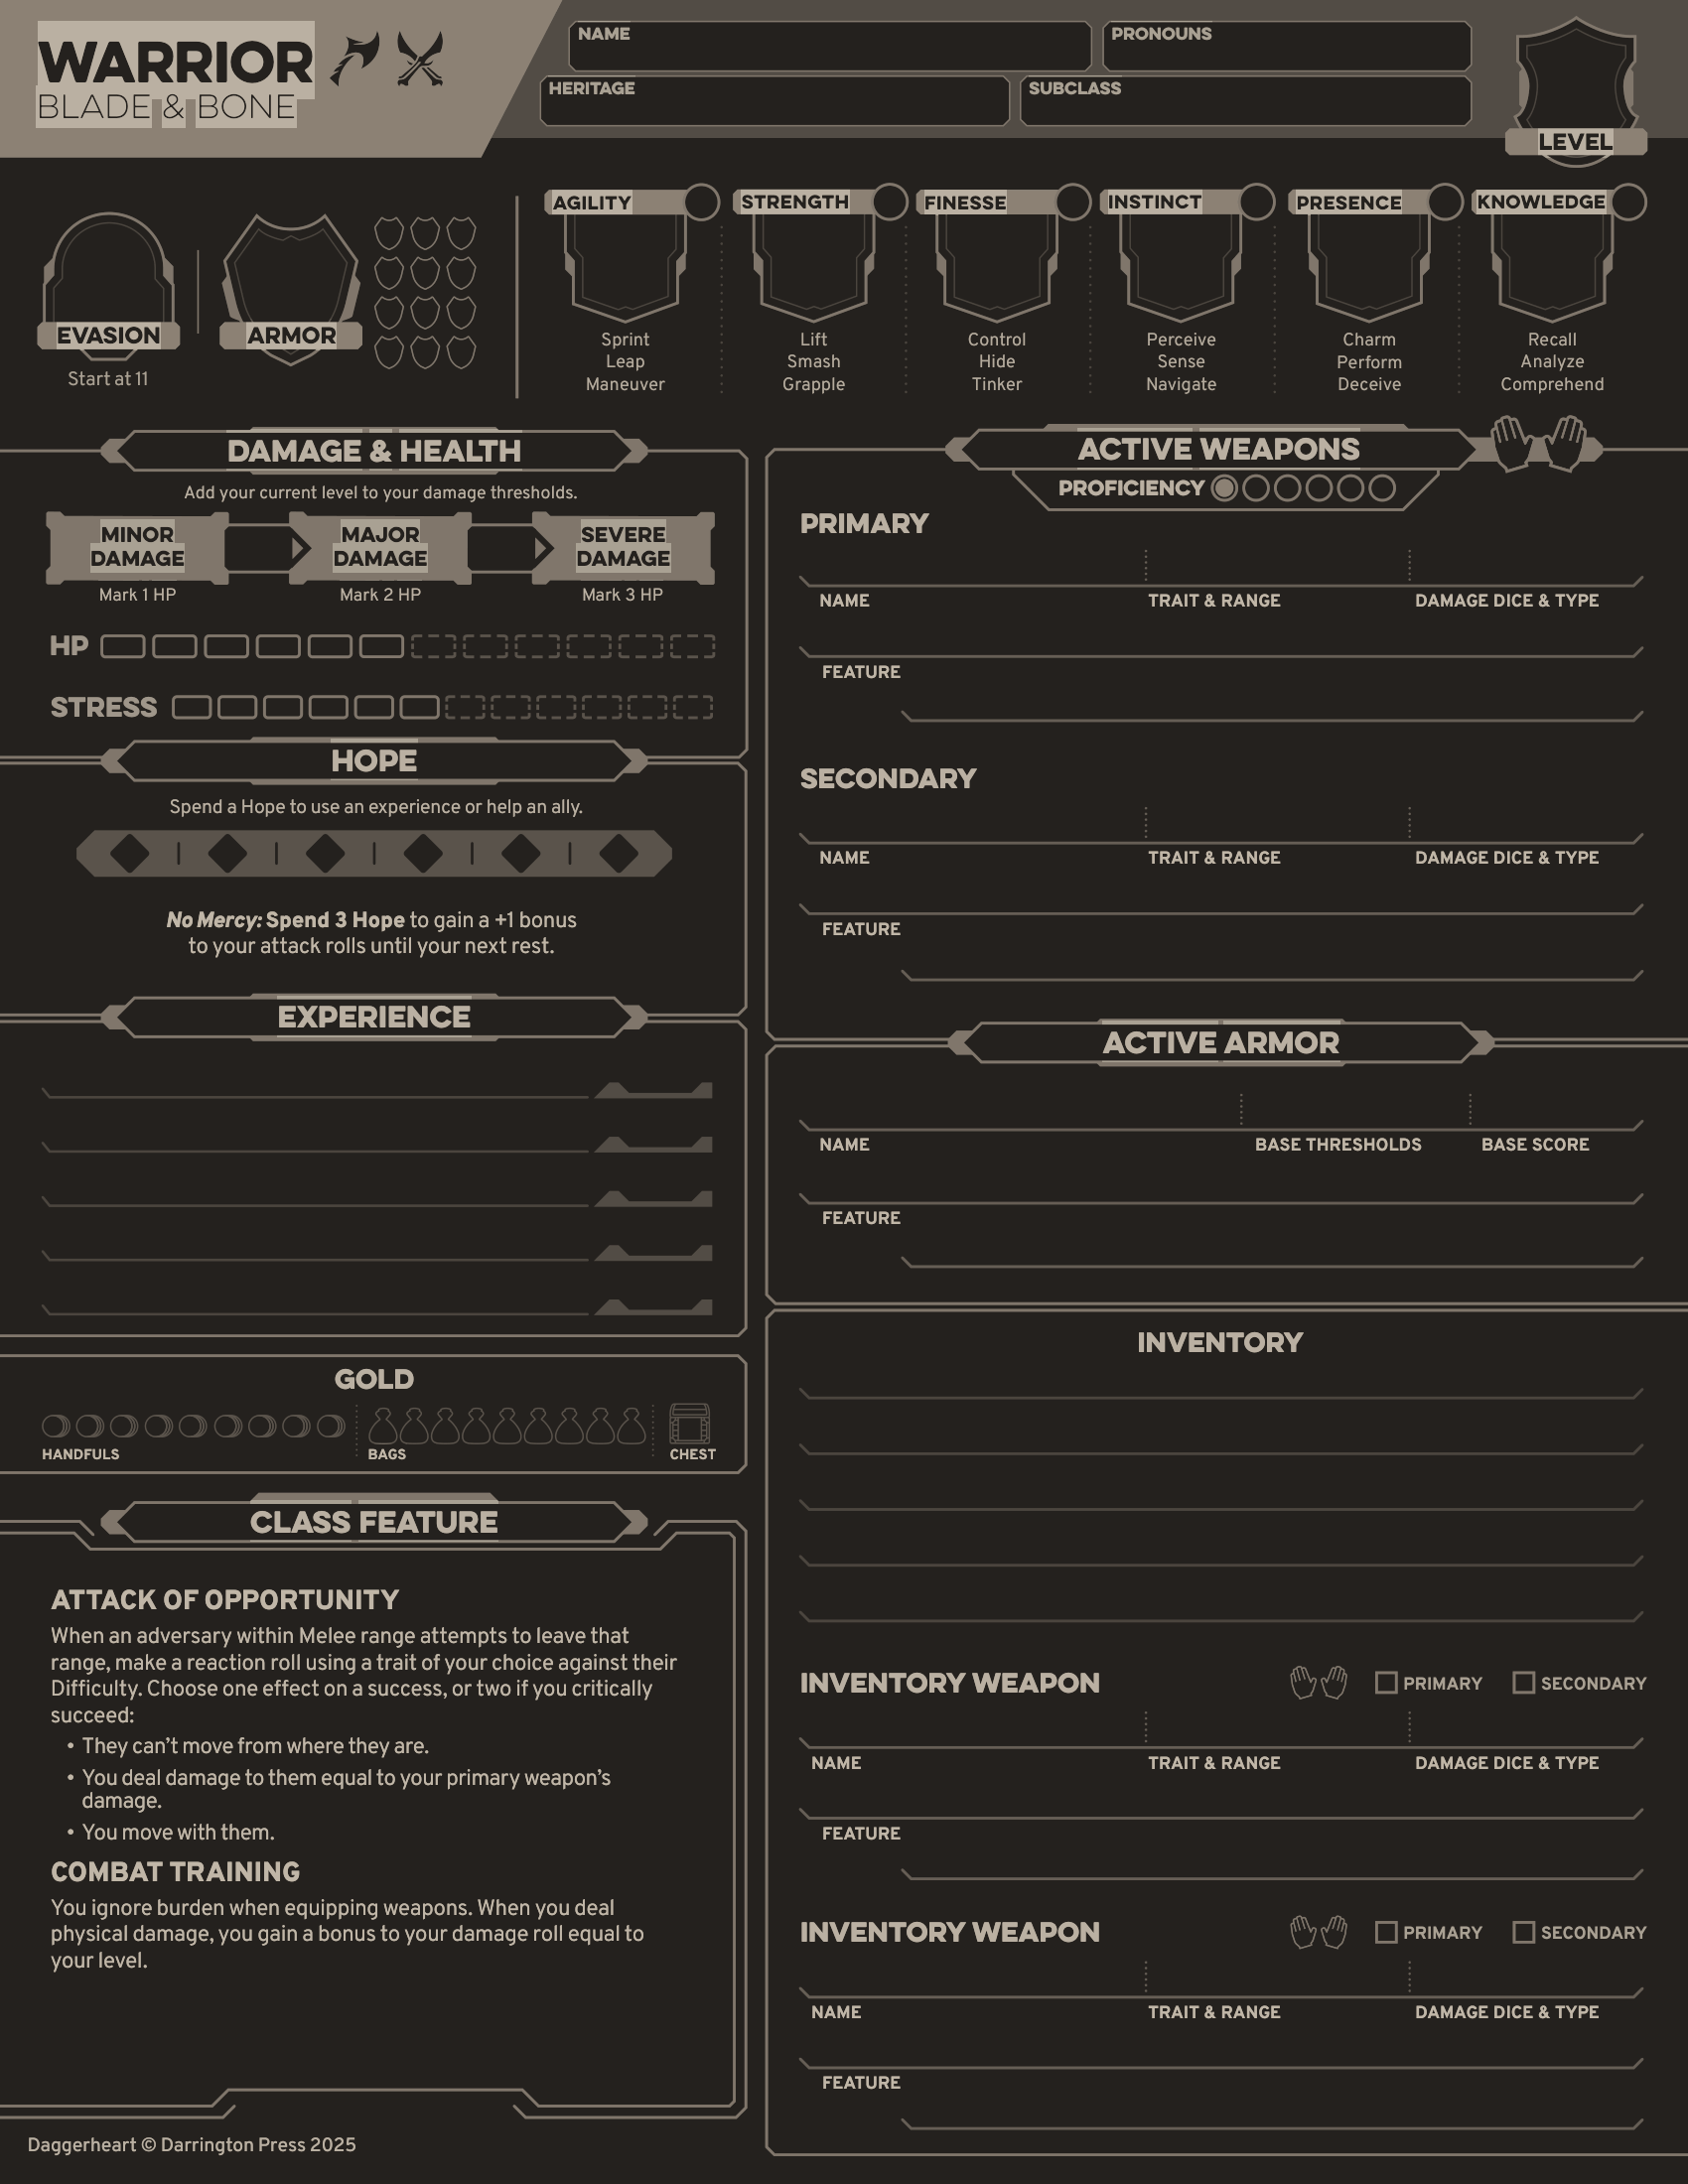 WARRIOR
BLADE & BONE
NAME
PRONOUNS
HERITAGE
SUBCLASS
LEVEL
EVASION
Start at 11
ARMOR
AGILITY
Sprint
Leap
Maneuver
STRENGTH
Lift
Smash
Grapple
FINESSE
Control
Hide
Tinker
INSTINCT
Perceive
Sense
Navigate
PRESENCE
Charm
Perform
Deceive
KNOWLEDGE
Recall
Analyze
Comprehend
DAMAGE & HEALTH
Add your current level to your damage thresholds.
MINOR
DAMAGE
Mark 1 HP
MAJOR
DAMAGE
Mark 2 HP
SEVERE
DAMAGE
Mark 3 HP
HP
STRESS
HOPE
Spend a Hope to use an experience or help an ally.
No Mercy: Spend 3 Hope to gain a +1 bonus
to your attack rolls until your next rest.
EXPERIENCE
GOLD
HANDFULS
BAGS
CHEST
CLASS FEATURE
ATTACK OF OPPORTUNITY
When an adversary within Melee range attempts to leave that
range, make a reaction roll using a trait of your choice against their
Difficulty. Choose one effect on a success, or two if you critically
succeed:
• They can’t move from where they are.
• You deal damage to them equal to your primary weapon’s
damage.
• You move with them.
COMBAT TRAINING
You ignore burden when equipping weapons. When you deal
physical damage, you gain a bonus to your damage roll equal to
your level.
Daggerheart © Darrington Press 2025
ACTIVE WEAPONS
PROFICIENCY
PRIMARY
NAME
TRAIT & RANGE
DAMAGE DICE & TYPE
FEATURE
SECONDARY
NAME
TRAIT & RANGE
DAMAGE DICE & TYPE
FEATURE
ACTIVE ARMOR
NAME
BASE THRESHOLDS
BASE SCORE
FEATURE
INVENTORY
INVENTORY WEAPON
PRIMARY
SECONDARY
NAME
TRAIT & RANGE
DAMAGE DICE & TYPE
FEATURE
INVENTORY WEAPON
PRIMARY
SECONDARY
NAME
TRAIT & RANGE
DAMAGE DICE & TYPE
FEATURE